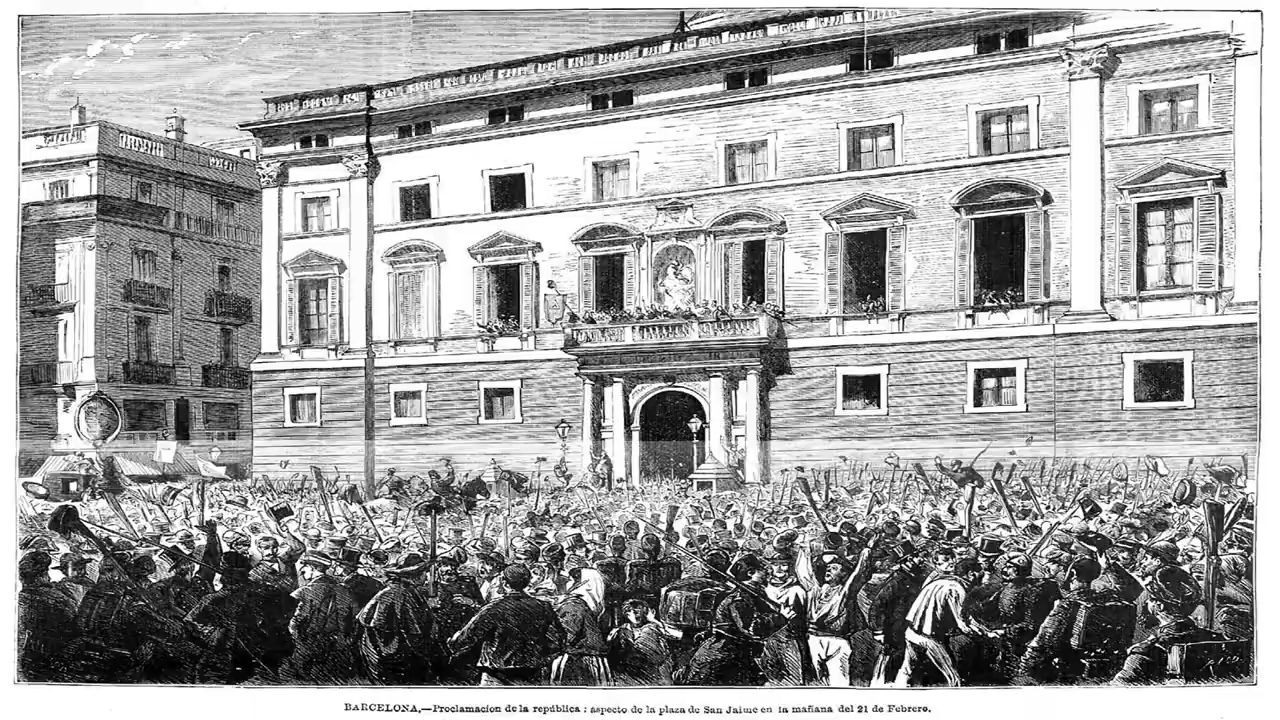 BARCELONA,—Proclamacion de la república : aspecto de la plaza de San Jaime en la mañana del 21 de Febrero.